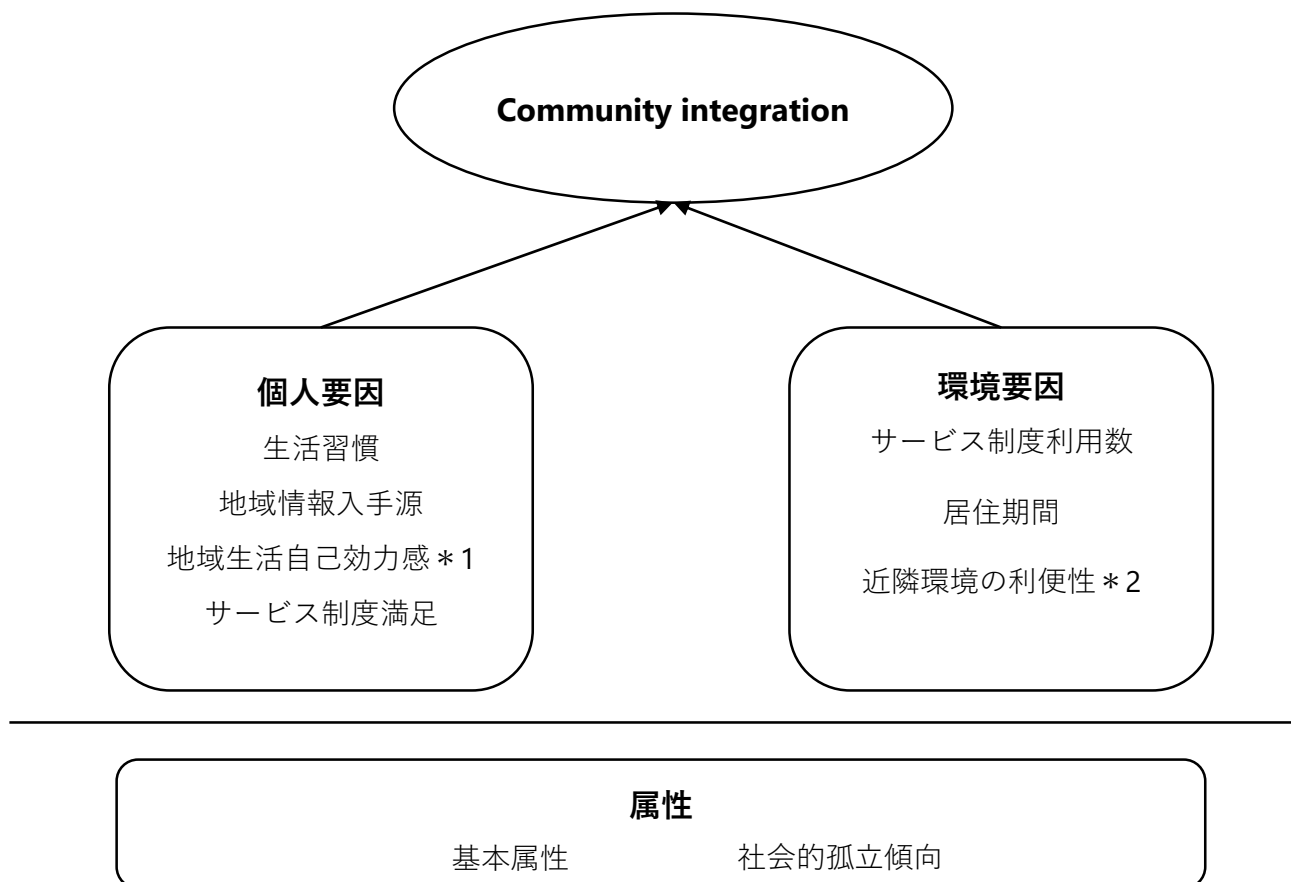 Community integration
個人要因
生活習慣
地域情報入手源
地域生活自己効力感＊1
サービス制度満足
環境要因
サービス制度利用数
居住期間
近隣環境の利便性＊2
属性
基本属性 社会的孤立傾向